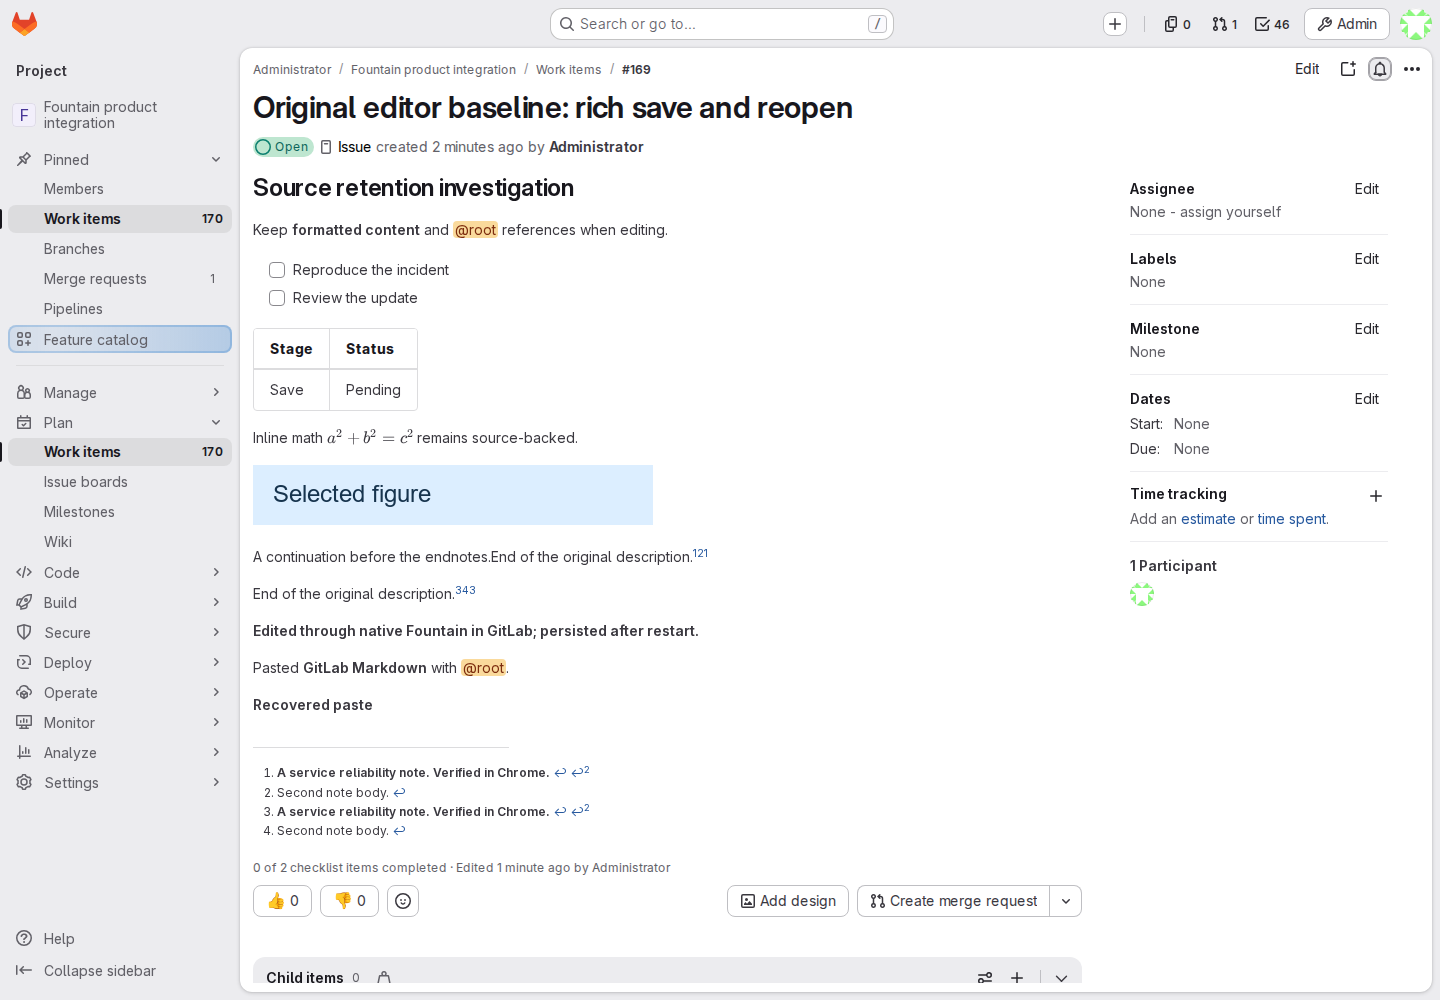 Search or go to...
/
0
1
46
Admin
Project
F
Fountain product integration
Pinned
Members
Work items 170
Branches
Merge requests 1
Pipelines
Feature catalog
Manage
Plan
Work items 170
Issue boards
Milestones
Wiki
Code
Build
Secure
Deploy
Operate
Monitor
Analyze
Settings
Help
Collapse sidebar
Administrator / Fountain product integration / Work items / #169
Edit
Original editor baseline: rich save and reopen
Open Issue created 2 minutes ago by Administrator
Source retention investigation
Keep formatted content and @root references when editing.
Reproduce the incident
Review the update
Stage Status
Save Pending
Inline math a² + b² = c² remains source-backed.
Selected figure
A continuation before the endnotes.End of the original description.¹²¹
End of the original description.³⁴³
Edited through native Fountain in GitLab; persisted after restart.
Pasted GitLab Markdown with @root.
Recovered paste
1. A service reliability note. Verified in Chrome. ↩ ↩²
2. Second note body. ↩
3. A service reliability note. Verified in Chrome. ↩ ↩²
4. Second note body. ↩
0 of 2 checklist items completed · Edited 1 minute ago by Administrator
👍 0
👎 0
Add design
Create merge request
Child items 0
Assignee Edit
None - assign yourself
Labels Edit
None
Milestone Edit
None
Dates Edit
Start: None
Due: None
Time tracking
Add an estimate or time spent.
1 Participant